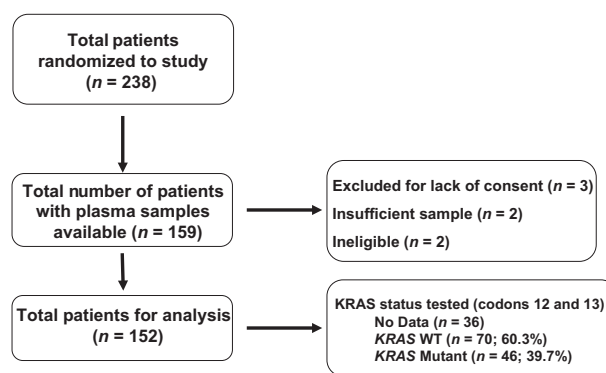 Total patients
randomized to study
(n = 238)
Total number of patients
with plasma samples
available (n = 159)
Excluded for lack of consent (n = 3)
Insufficient sample (n = 2)
Ineligible (n = 2)
Total patients for analysis
(n = 152)
KRAS status tested (codons 12 and 13)
No Data (n = 36)
KRAS WT (n = 70; 60.3%)
KRAS Mutant (n = 46; 39.7%)